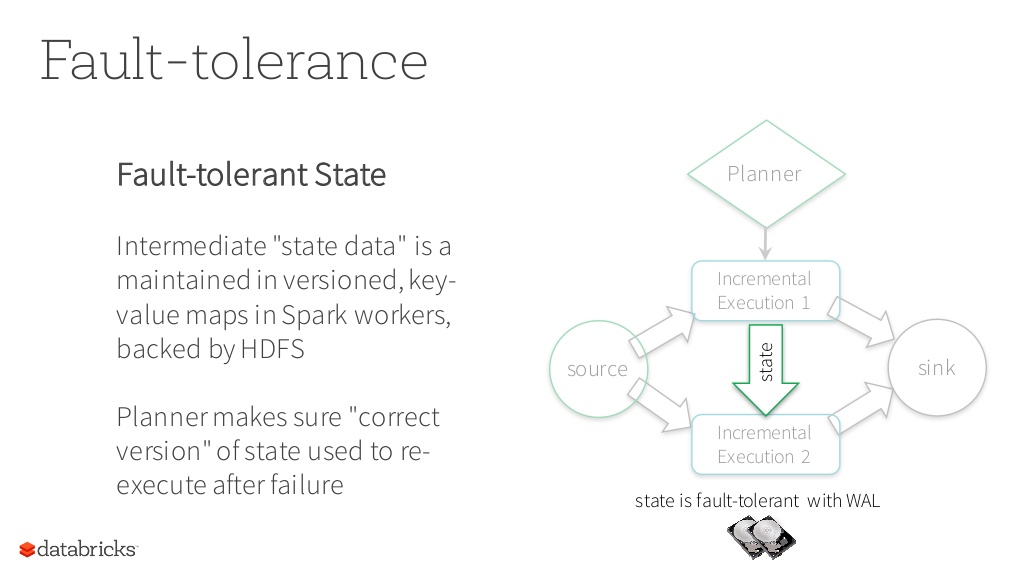 Fault-tolerance
Fault-tolerant State
Intermediate "state data" is a
maintained in versioned, key-
value maps in Spark workers,
backed by HDFS
Planner makes sure "correct
version" of state used to re-
execute after failure
Planner
Incremental
Execution 1
source
state
sink
Incremental
Execution 2
state is fault-tolerant with WAL
databricks